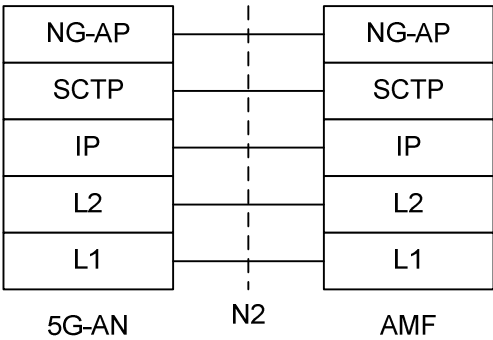 NG-AP NG-AP
SCTP SCTP
IP IP
L2 L2
L1 L1
5G-AN N2 AMF